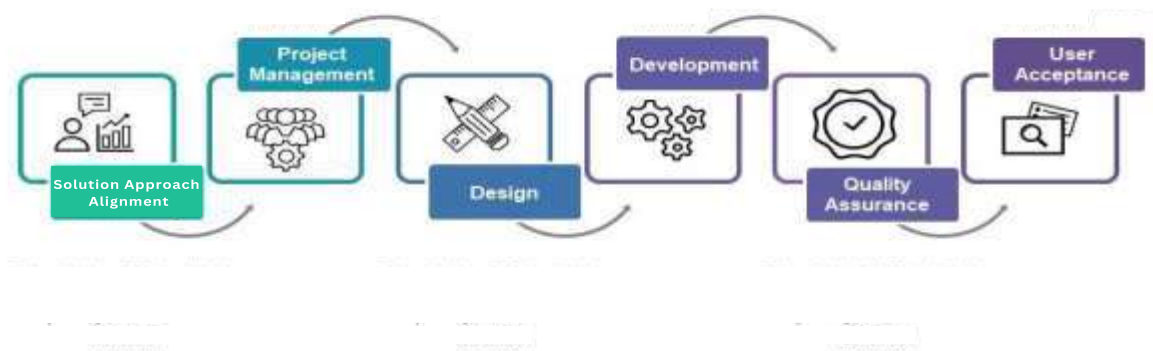 Solution Approach
Alignment
Project
Management
Design
Development
Quality
Assurance
User
Acceptance